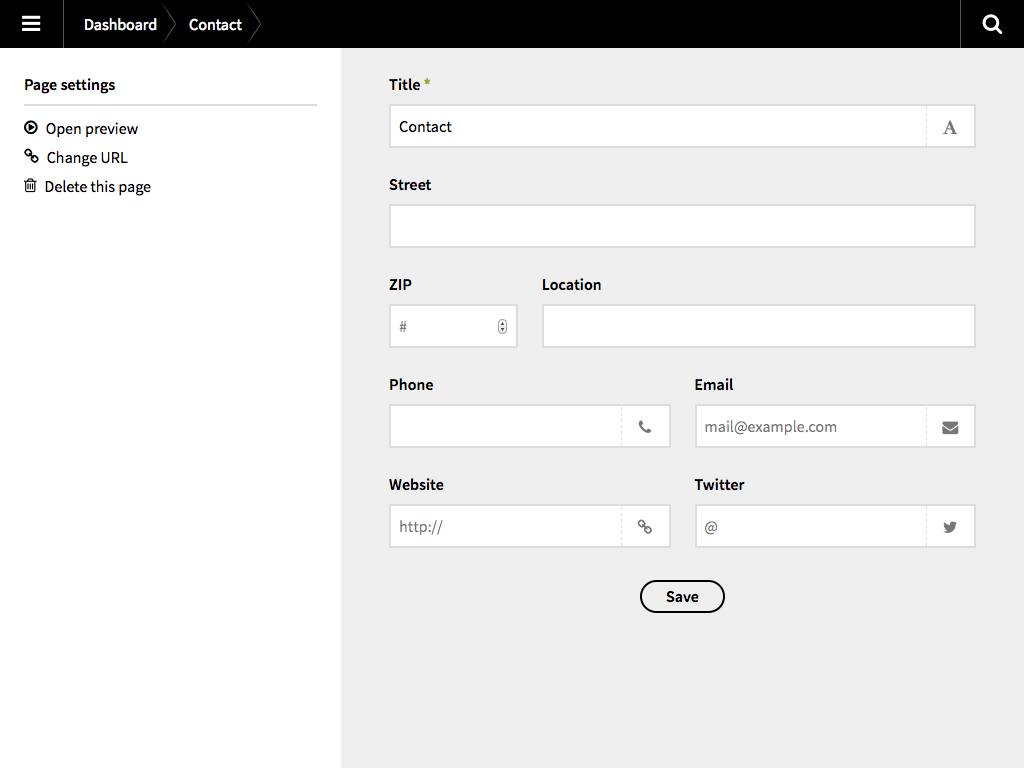 Dashboard
Contact
Page settings
Open preview
Change URL
Delete this page
Title *
Contact
A
Street
ZIP
Location
#
Phone
Email
mail@example.com
Website
Twitter
http://
@
Save